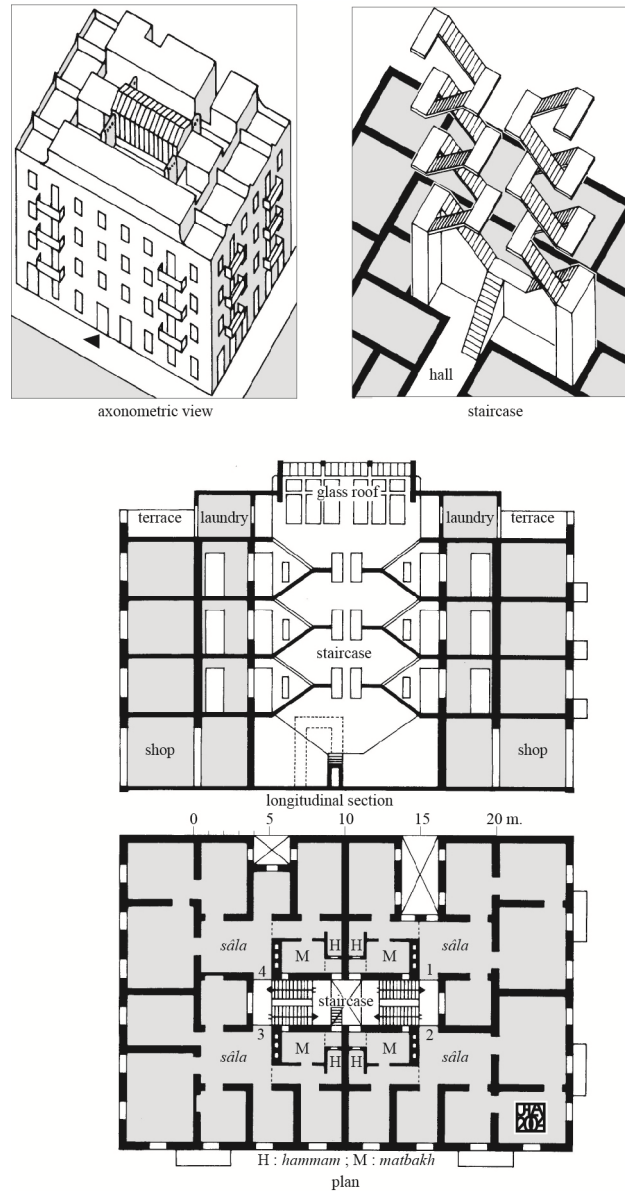 axonometric view
hall
staircase
glass roof
terrace
laundry
laundry
terrace
staircase
shop
shop
longitudinal section
0 5 10 15 20 m.
sâla
M
H
H
M
sâla
4
1
staircase
3
2
sâla
M
H
H
M
sâla
H : hammam ; M : matbakh
plan